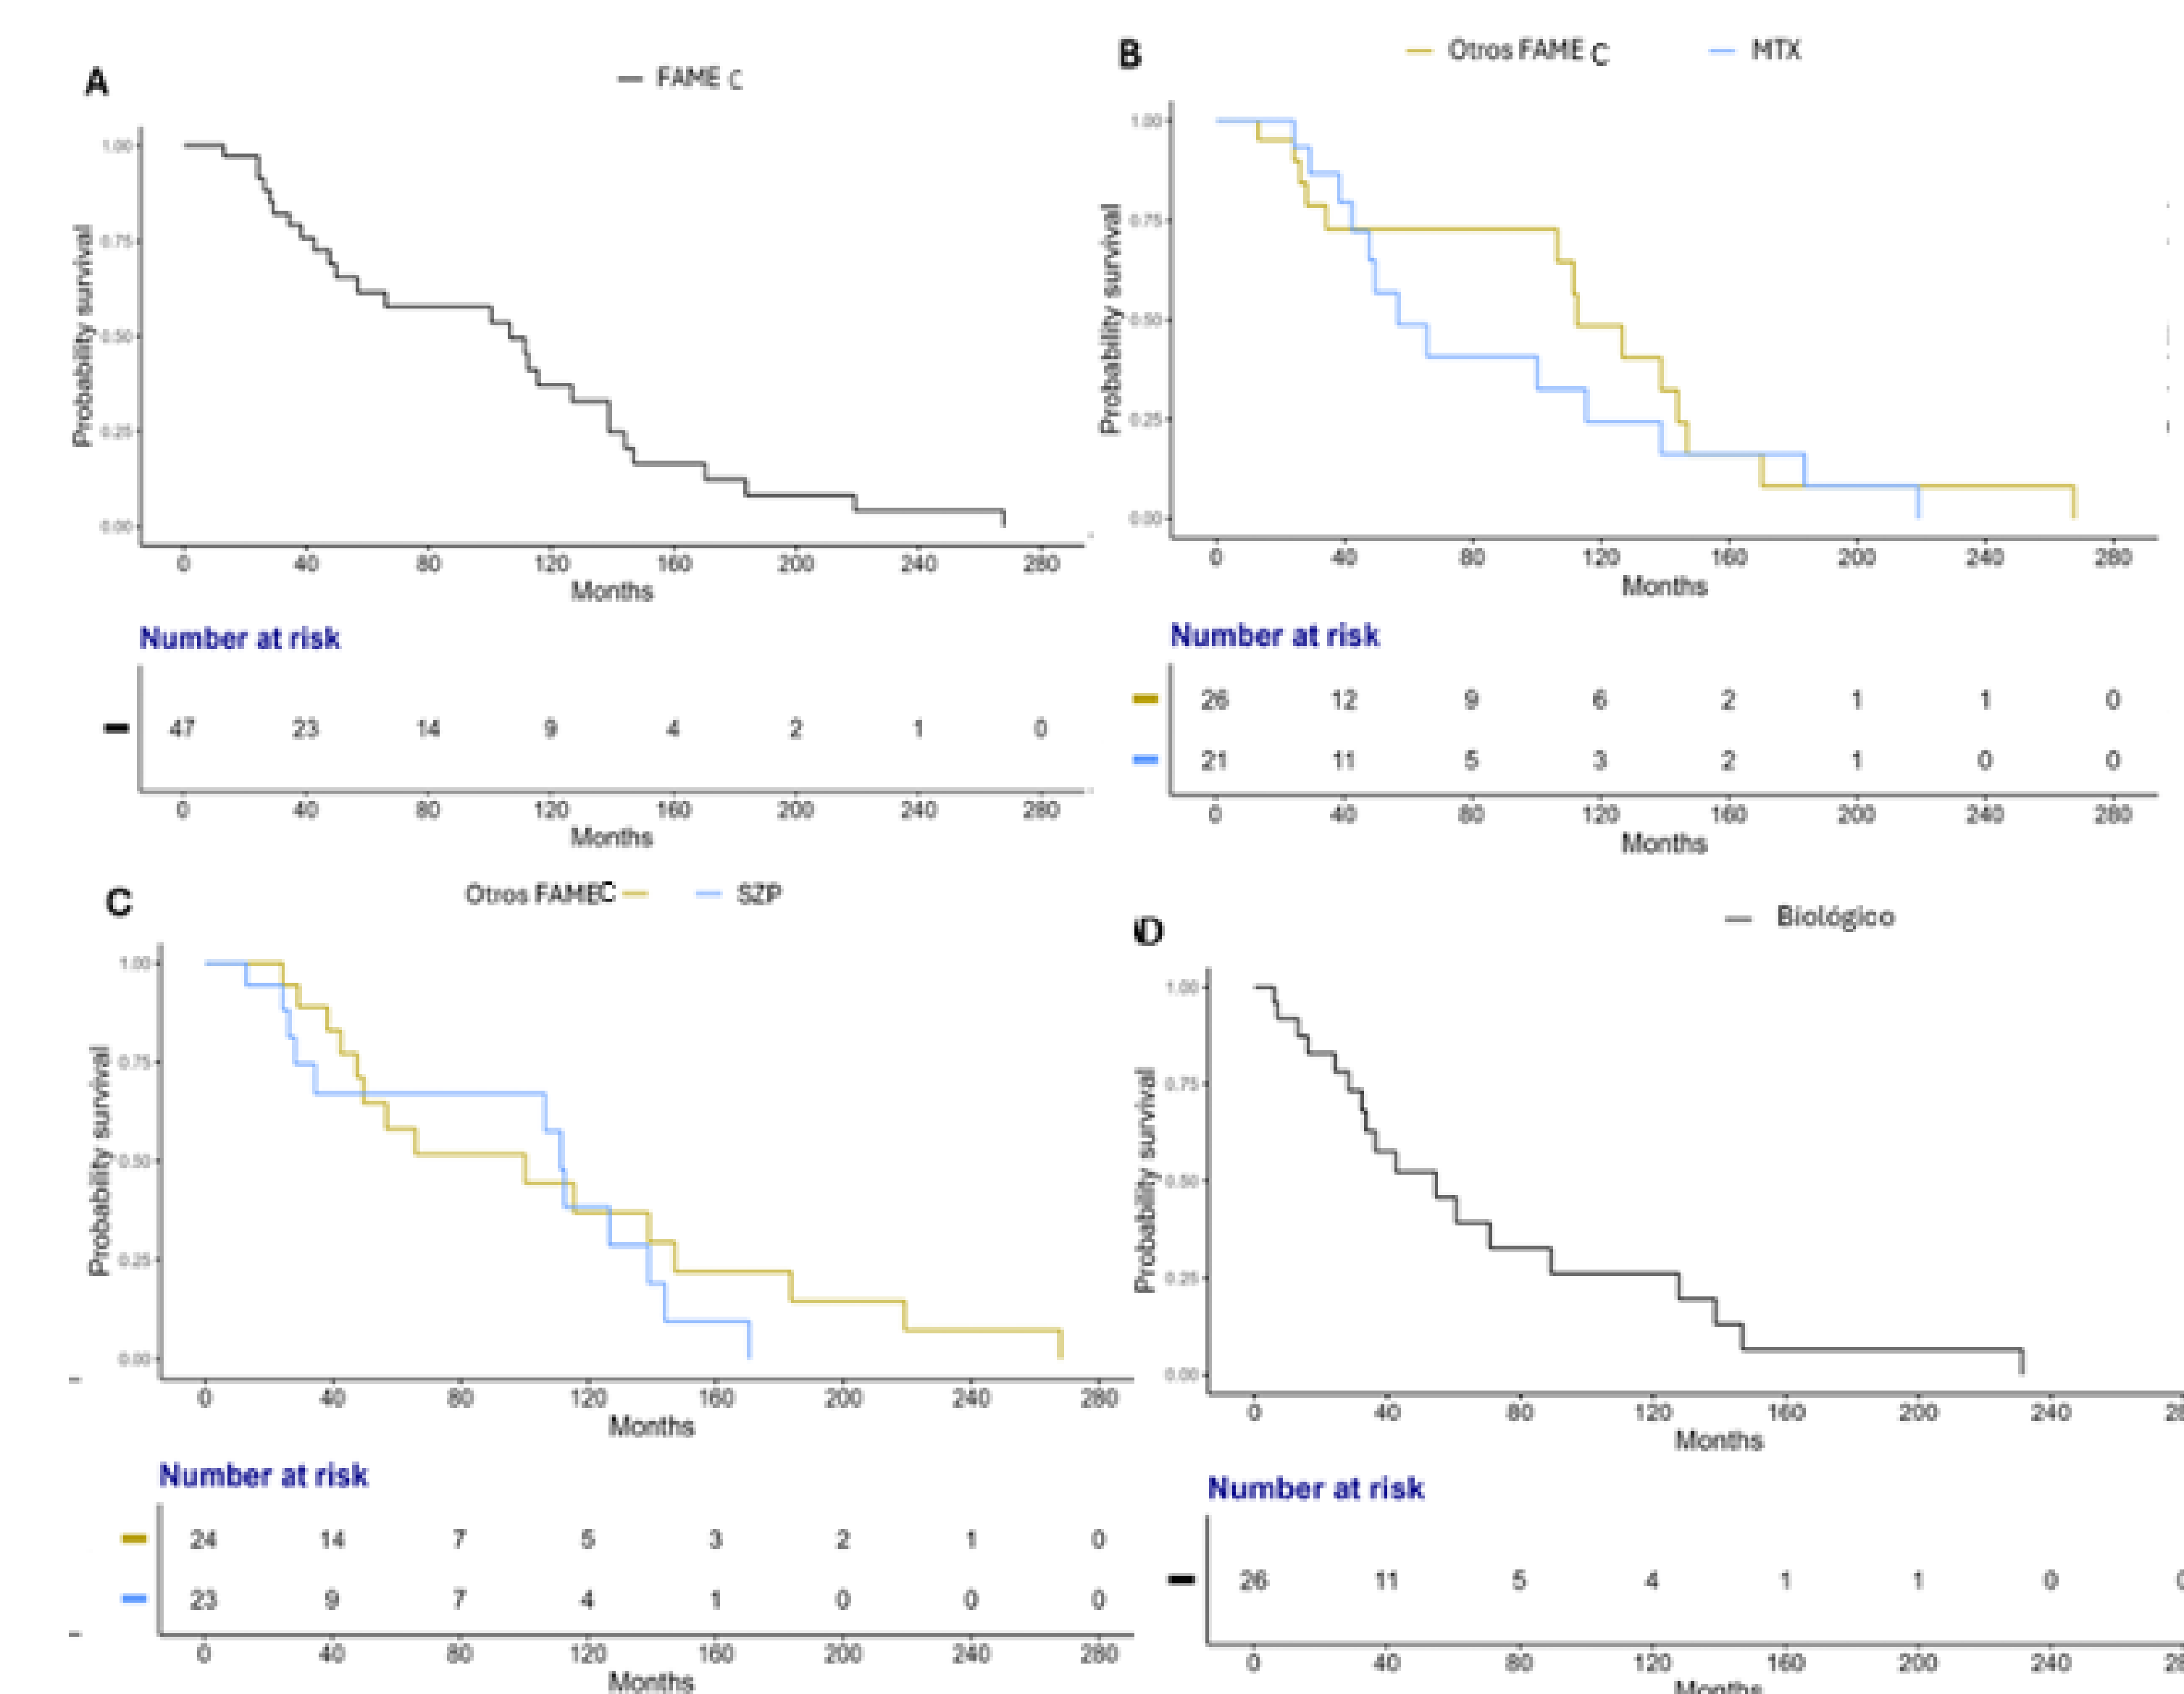 A
FAME C
Probability survival
1.00
0.75
0.50
0.25
0.00
0 40 80 120 160 200 240 280
Months
Number at risk
47 23 14 9 4 2 1 0
0 40 80 120 160 200 240 280
Months
B
Otros FAME C MTX
Probability survival
1.00
0.75
0.50
0.25
0.00
0 40 80 120 160 200 240 280
Months
Number at risk
26 12 9 6 2 1 1 0
21 11 5 3 2 1 0 0
0 40 80 120 160 200 240 280
Months
C
Otros FAMEC SZP
Probability survival
1.00
0.75
0.50
0.25
0.00
0 40 80 120 160 200 240 280
Months
Number at risk
24 14 7 5 3 2 1 0
23 9 7 4 1 0 0 0
0 40 80 120 160 200 240 280
Months
D
Biológico
Probability survival
1.00
0.75
0.50
0.25
0.00
0 40 80 120 160 200 240
Months
Number at risk
26 11 5 4 1 1 0
0 40 80 120 160 200 240
Months